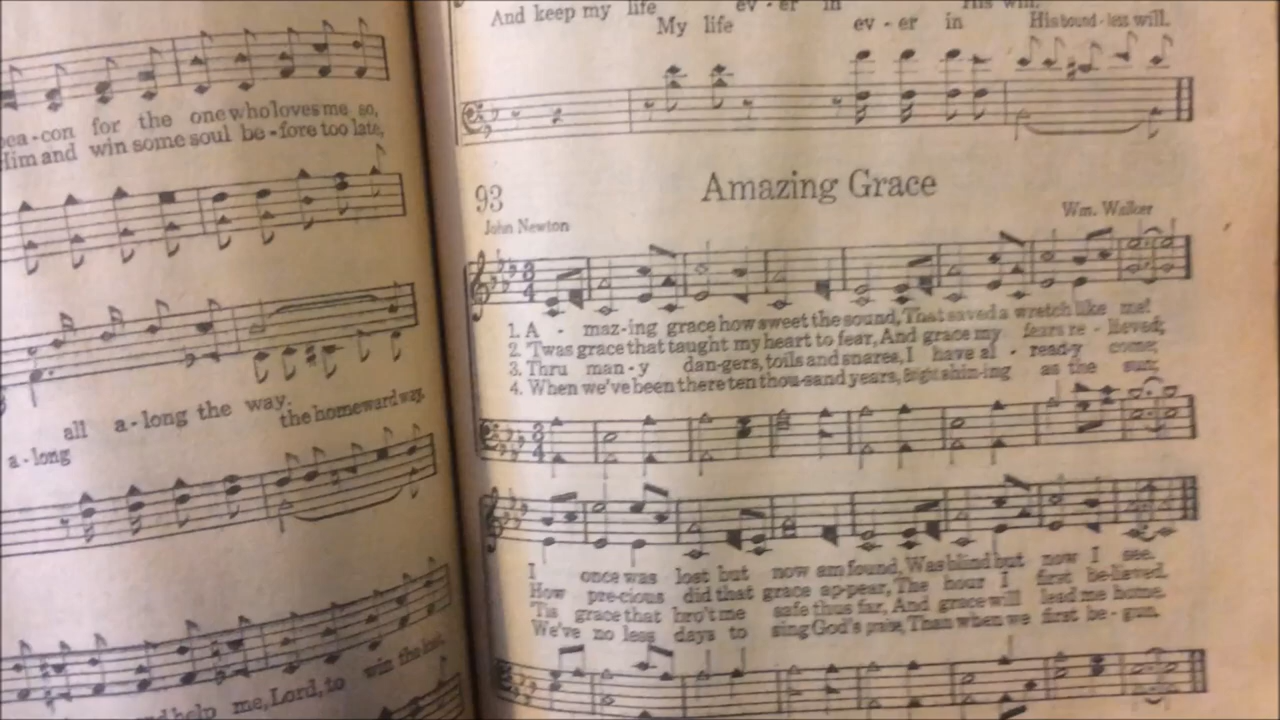 bea-con for the one who loves me so,
Him and win some soul be-fore too late,
all a-long the way.
the homeward way.
a-long
help me, Lord, to win the lost,
And keep my life ev-er in His will.
My life ev-er in His bound-less will.
93 Amazing Grace
John Newton Wm. Walker
3
4
1. A - maz-ing grace how sweet the sound, That saved a wretch like me!
2. 'Twas grace that taught my heart to fear, And grace my fears re - lieved;
3. Thru man-y dan-gers, toils and snares, I have al - read-y come;
4. When we've been there ten thou-sand years, Bright shin-ing as the sun;
3
4
I once was lost but now am found, Was blind but now I see.
How pre-cious did that grace ap-pear, The hour I first be-lieved.
'Tis grace that bro't me safe thus far, And grace will lead me home.
We've no less days to sing God's praise, Than when we first be-gun.